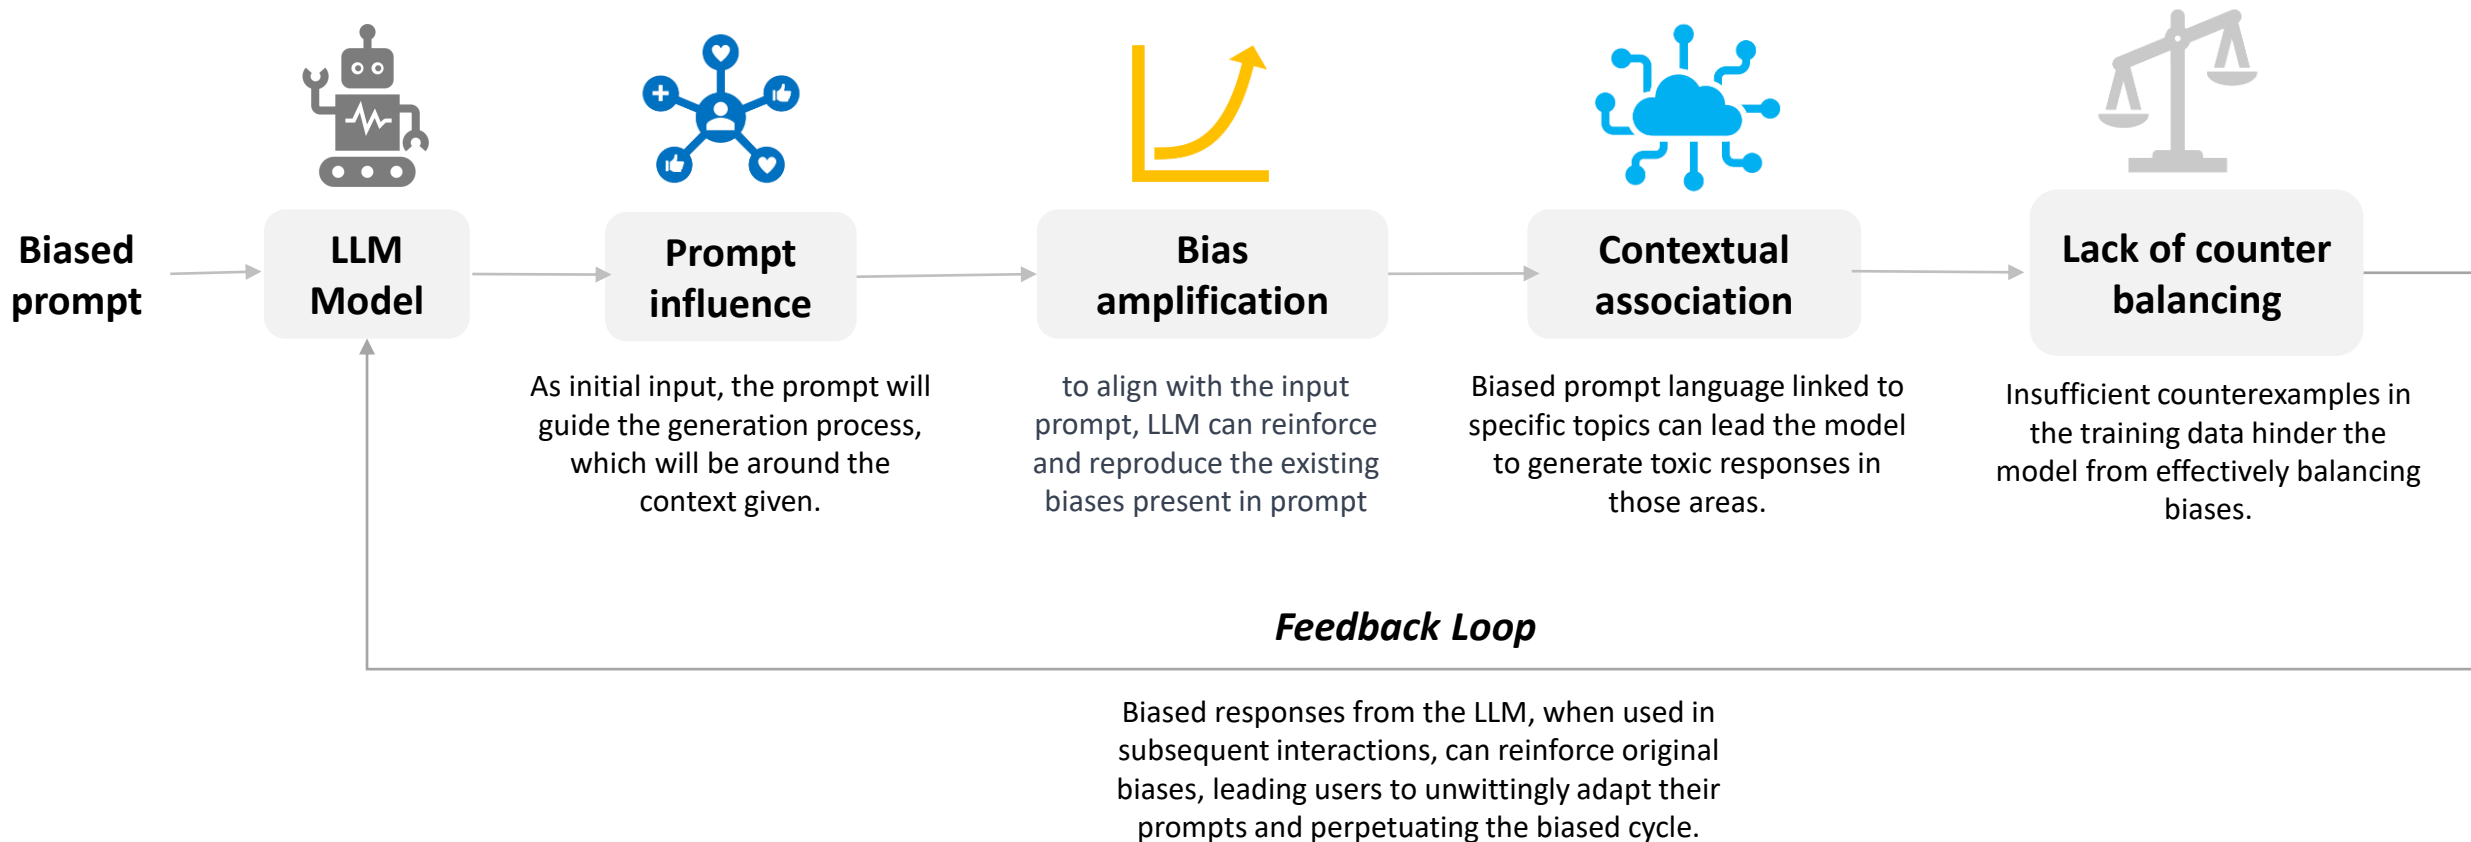 Biased
prompt
LLM
Model
Prompt
influence
Bias
amplification
Contextual
association
Lack of counter
balancing
As initial input, the prompt will
guide the generation process,
which will be around the
context given.
to align with the input
prompt, LLM can reinforce
and reproduce the existing
biases present in prompt
Biased prompt language linked to
specific topics can lead the model
to generate toxic responses in
those areas.
Insufficient counterexamples in
the training data hinder the
model from effectively balancing
biases.
Feedback Loop
Biased responses from the LLM, when used in
subsequent interactions, can reinforce original
biases, leading users to unwittingly adapt their
prompts and perpetuating the biased cycle.